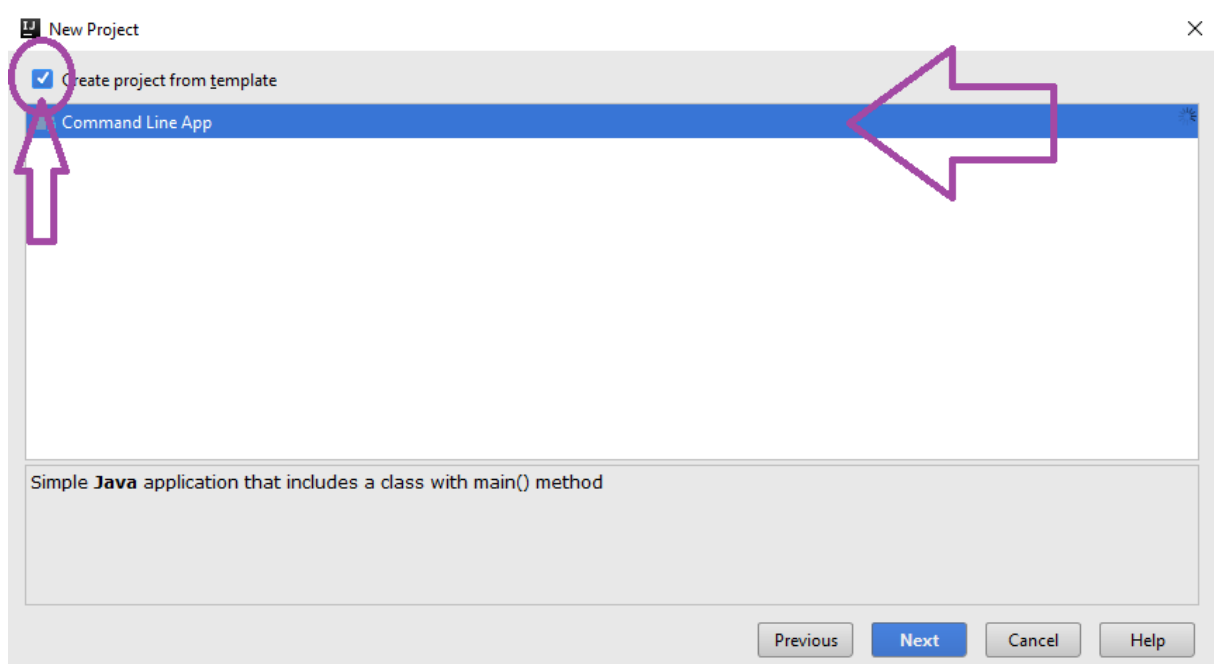 New Project
Create project from template
Command Line App
Simple Java application that includes a class with main() method
Previous
Next
Cancel
Help